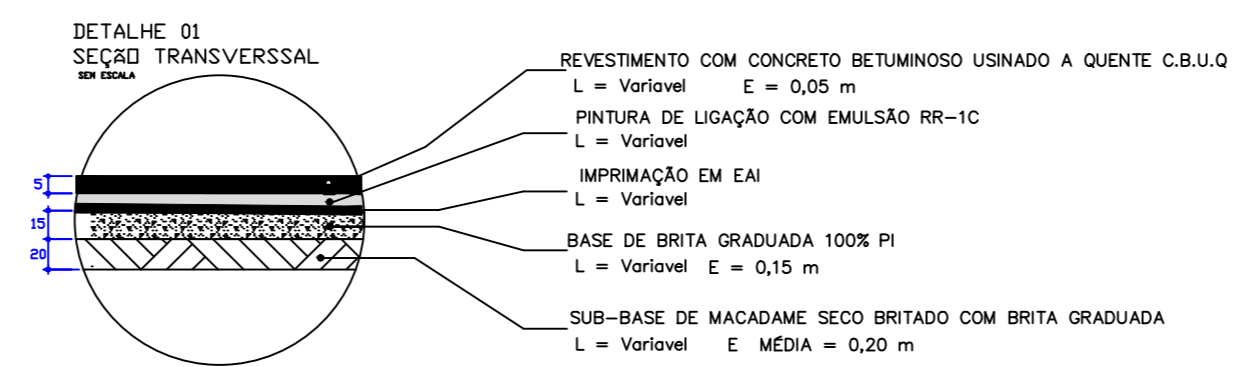 DETALHE 01
SEÇÃO TRANSVERSSAL
SEM ESCALA
REVESTIMENTO COM CONCRETO BETUMINOSO USINADO A QUENTE C.B.U.Q
L = Variavel E = 0,05 m
PINTURA DE LIGAÇÃO COM EMULSÃO RR-1C
L = Variavel
IMPRIMAÇÃO EM EAI
L = Variavel
BASE DE BRITA GRADUADA 100% PI
L = Variavel E = 0,15 m
SUB-BASE DE MACADAME SECO BRITADO COM BRITA GRADUADA
L = Variavel E MÉDIA = 0,20 m
5
15
20